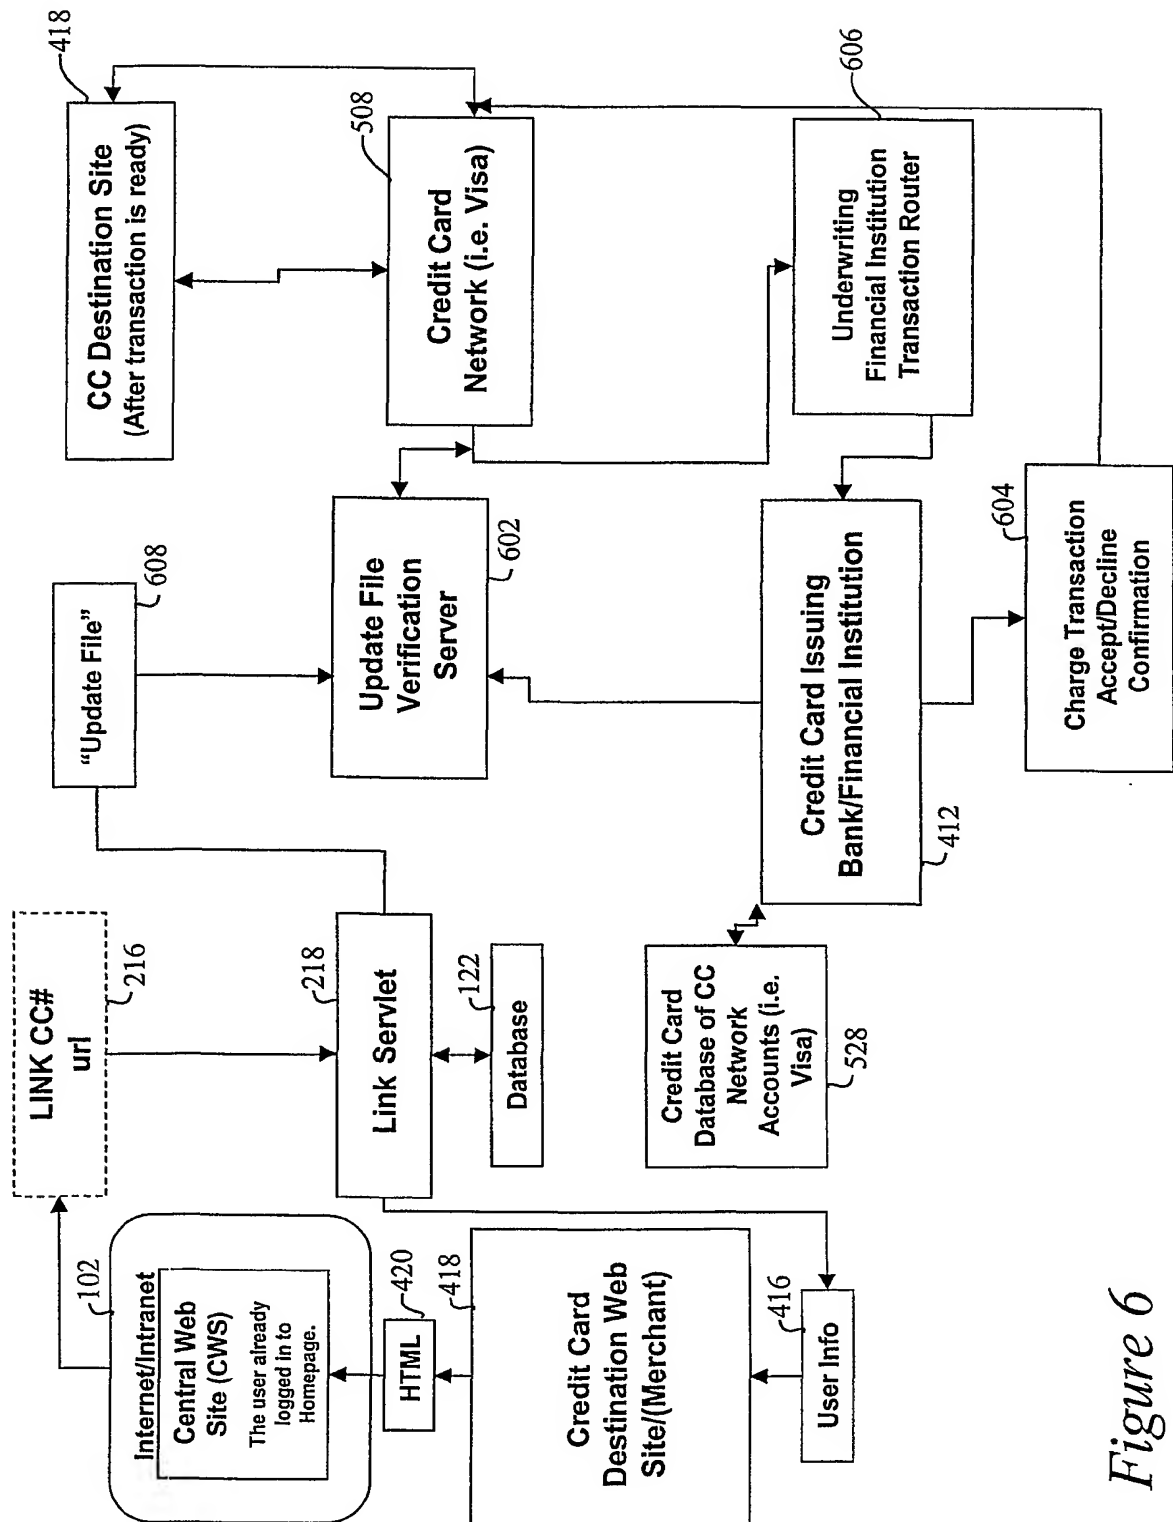 Internet/Intranet
102
Central Web
Site (CWS)
The user already
logged in to
Homepage.
HTML
420
418
Credit Card
Destination Web
Site/(Merchant)
416
User Info
LINK CC#
url
216
218
Link Servlet
122
Database
Credit Card
Database of CC
Network
Accounts (i.e.
Visa)
528
"Update File"
608
Update File
Verification
Server
602
Credit Card Issuing
Bank/Financial Institution
412
604
Charge Transaction
Accept/Decline
Confirmation
CC Destination Site
(After transaction is ready)
418
508
Credit Card
Network (i.e. Visa)
606
Underwriting
Financial Institution
Transaction Router
Figure 6